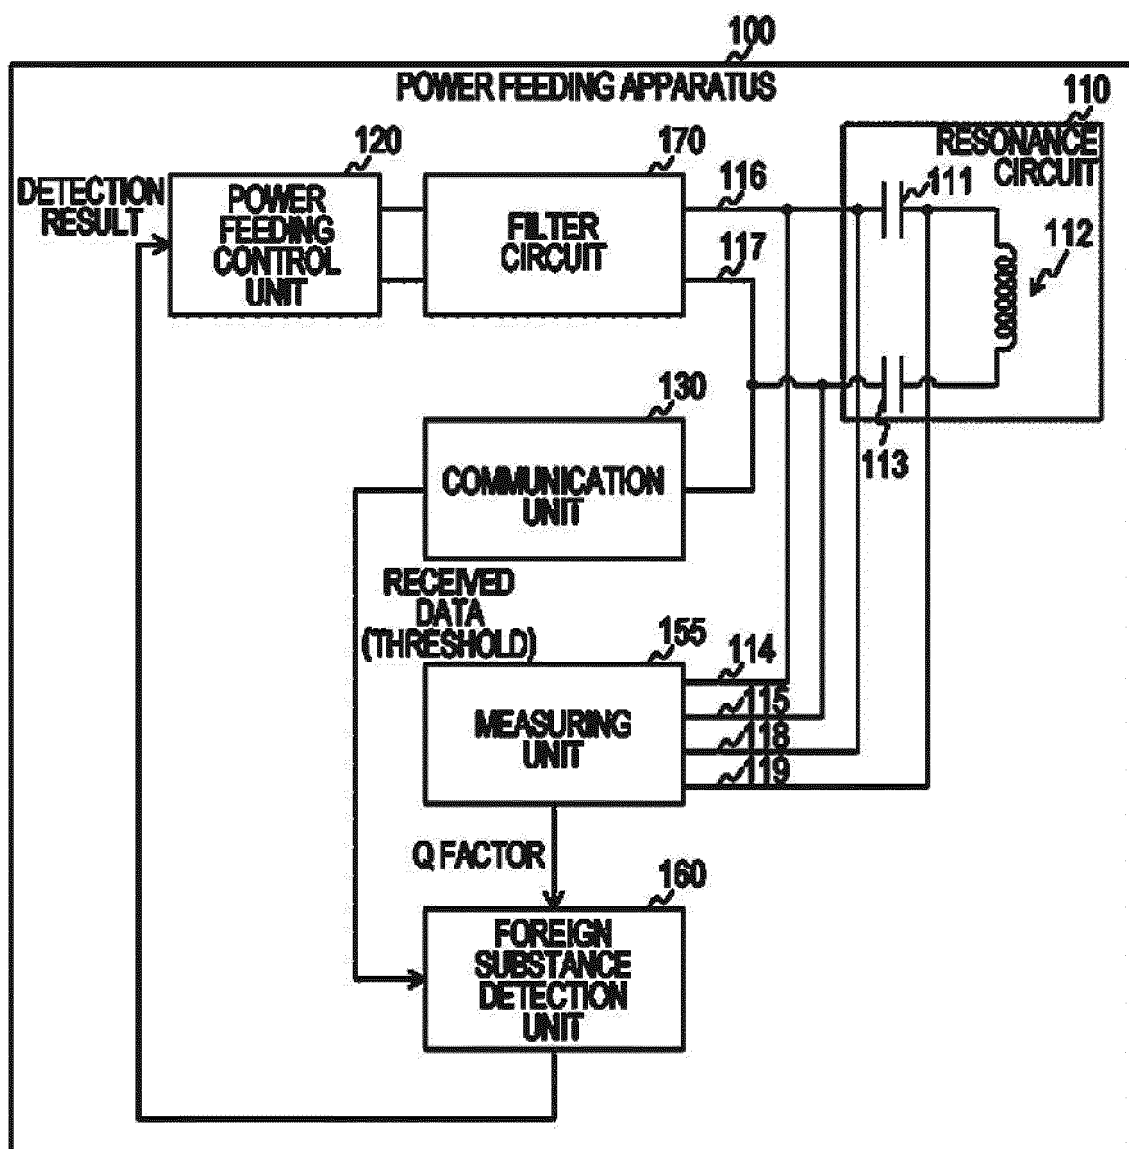 100
POWER FEEDING APPARATUS
110
RESONANCE
CIRCUIT
120
170
DETECTION
RESULT
POWER
FEEDING
CONTROL
UNIT
FILTER
CIRCUIT
116
117
111
112
113
130
COMMUNICATION
UNIT
RECEIVED
DATA
(THRESHOLD)
155
MEASURING
UNIT
114
115
118
119
Q FACTOR
160
FOREIGN
SUBSTANCE
DETECTION
UNIT